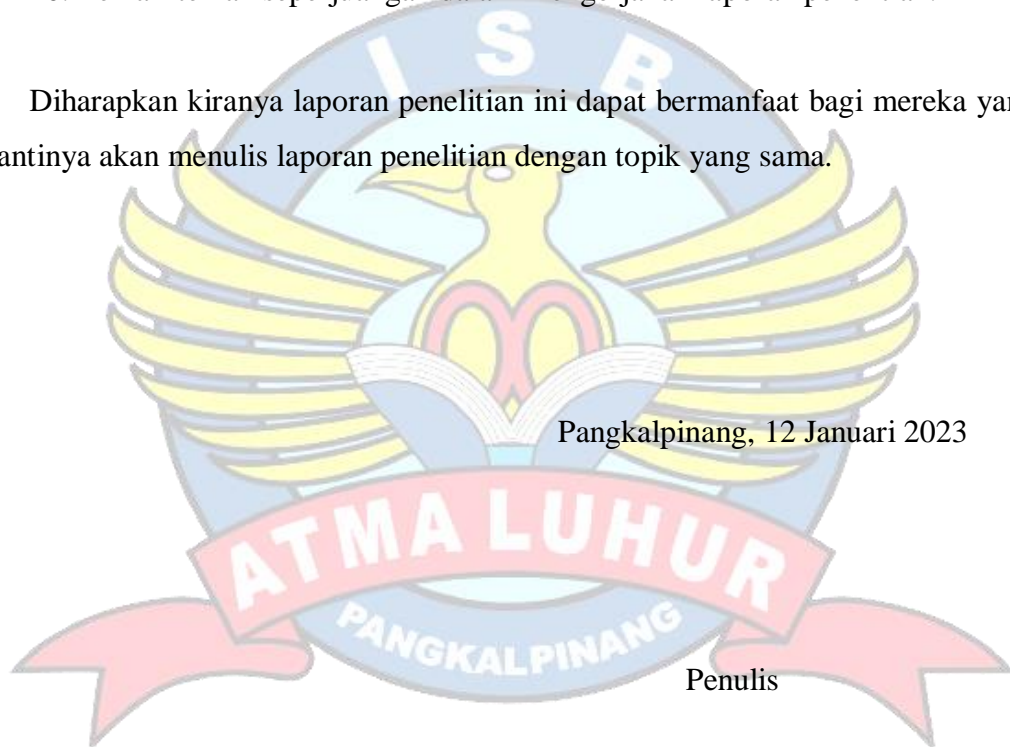 Diharapkan kiranya laporan penelitian ini dapat bermanfaat bagi mereka
antinya akan menulis laporan penelitian dengan topik yang sama.
Pangkalpinang, 12 Januari 2023
Penulis
I S B
ATMA LUHUR
PANGKALPINANG